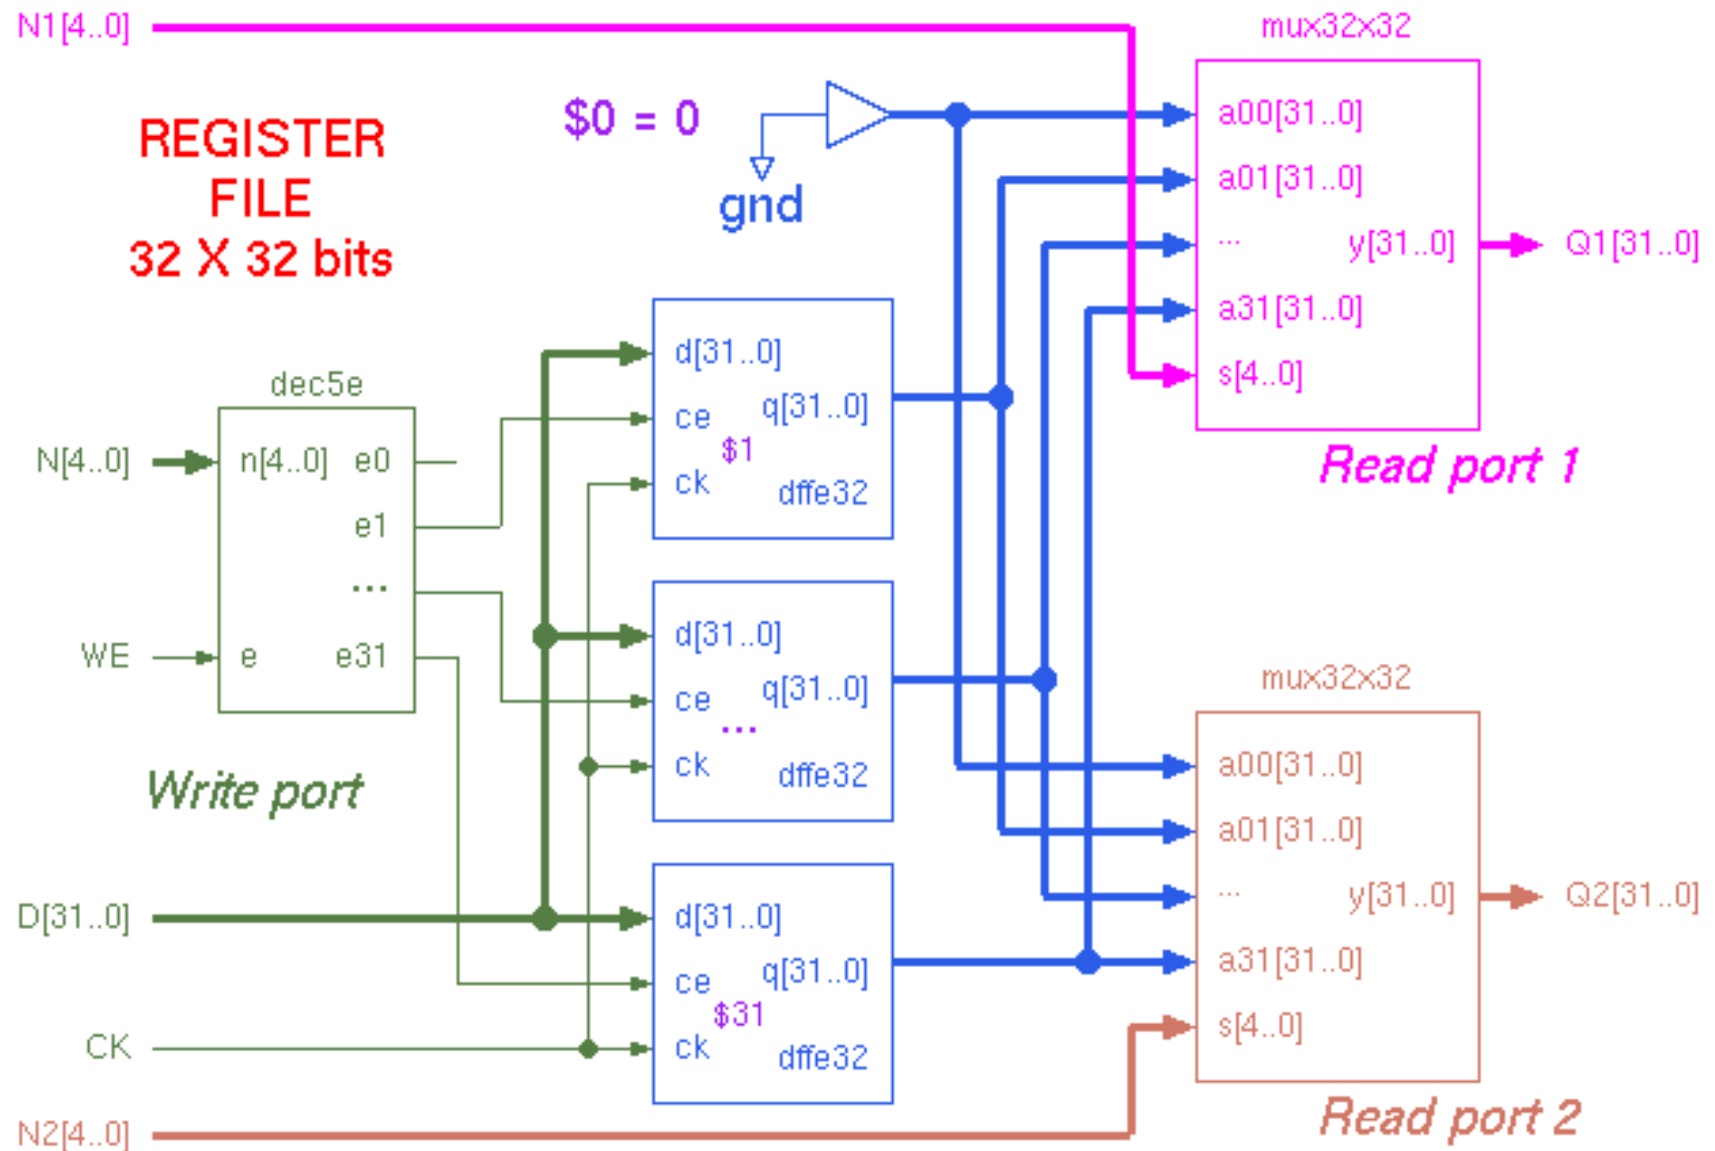 N1[4..0]
mux32x32
$0 = 0
gnd
REGISTER
FILE
32 X 32 bits
a00[31..0]
a01[31..0]
...
y[31..0]
Q1[31..0]
a31[31..0]
s[4..0]
Read port 1
dec5e
N[4..0]
n[4..0]
e0
e1
...
WE
e
e31
Write port
d[31..0]
ce
q[31..0]
$1
ck
dffe32
d[31..0]
ce
q[31..0]
...
ck
dffe32
D[31..0]
d[31..0]
ce
q[31..0]
$31
CK
ck
dffe32
mux32x32
a00[31..0]
a01[31..0]
...
y[31..0]
Q2[31..0]
a31[31..0]
s[4..0]
N2[4..0]
Read port 2